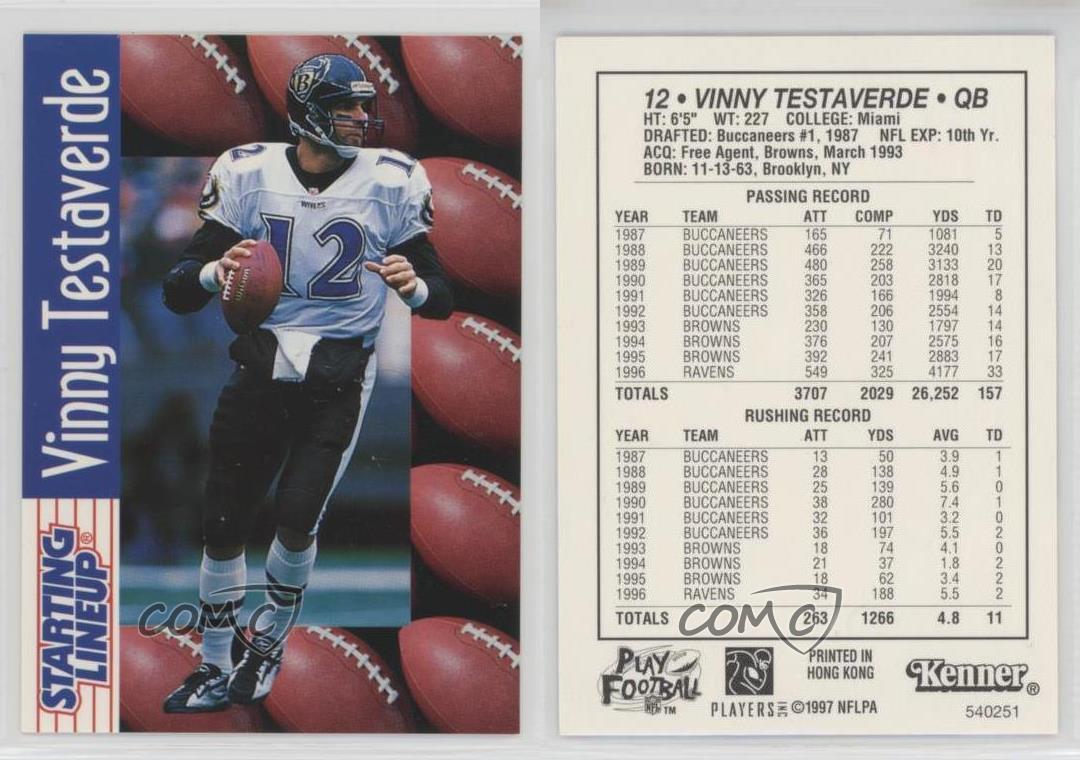 Vinny Testaverde
STARTING
LINEUP®
B
12
12
12
Wilson
COMC
12 • VINNY TESTAVERDE • QB
HT: 6'5" WT: 227 COLLEGE: Miami
DRAFTED: Buccaneers #1, 1987 NFL EXP: 10th Yr.
ACQ: Free Agent, Browns, March 1993
BORN: 11-13-63, Brooklyn, NY
PASSING RECORD
YEAR TEAM ATT COMP YDS TD
1987 BUCCANEERS 165 71 1081 5
1988 BUCCANEERS 466 222 3240 13
1989 BUCCANEERS 480 258 3133 20
1990 BUCCANEERS 365 203 2818 17
1991 BUCCANEERS 326 166 1994 8
1992 BUCCANEERS 358 206 2554 14
1993 BROWNS 230 130 1797 14
1994 BROWNS 376 207 2575 16
1995 BROWNS 392 241 2883 17
1996 RAVENS 549 325 4177 33
TOTALS 3707 2029 26,252 157
RUSHING RECORD
YEAR TEAM ATT YDS AVG TD
1987 BUCCANEERS 13 50 3.9 1
1988 BUCCANEERS 28 138 4.9 1
1989 BUCCANEERS 25 139 5.6 0
1990 BUCCANEERS 38 280 7.4 1
1991 BUCCANEERS 32 101 3.2 0
1992 BUCCANEERS 36 197 5.5 2
1993 BROWNS 18 74 4.1 0
1994 BROWNS 21 37 1.8 2
1995 BROWNS 18 62 3.4 2
1996 RAVENS 34 188 5.5 2
TOTALS 263 1266 4.8 11
COMC
PLAY
FOOTBALL
NFL ™
PLAYERS INC ©1997 NFLPA
PRINTED IN
HONG KONG
Kenner®
540251